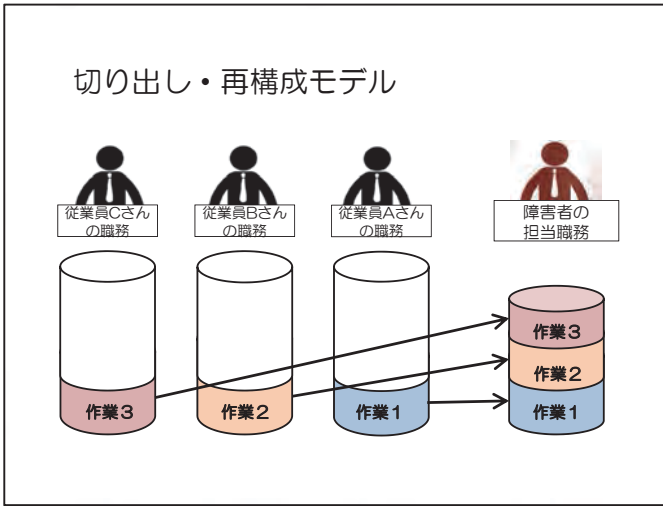 切り出し・再構成モデル
従業員Cさん
の職務
従業員Bさん
の職務
従業員Aさん
の職務
障害者の
担当職務
作業3
作業2
作業1
作業3
作業2
作業1